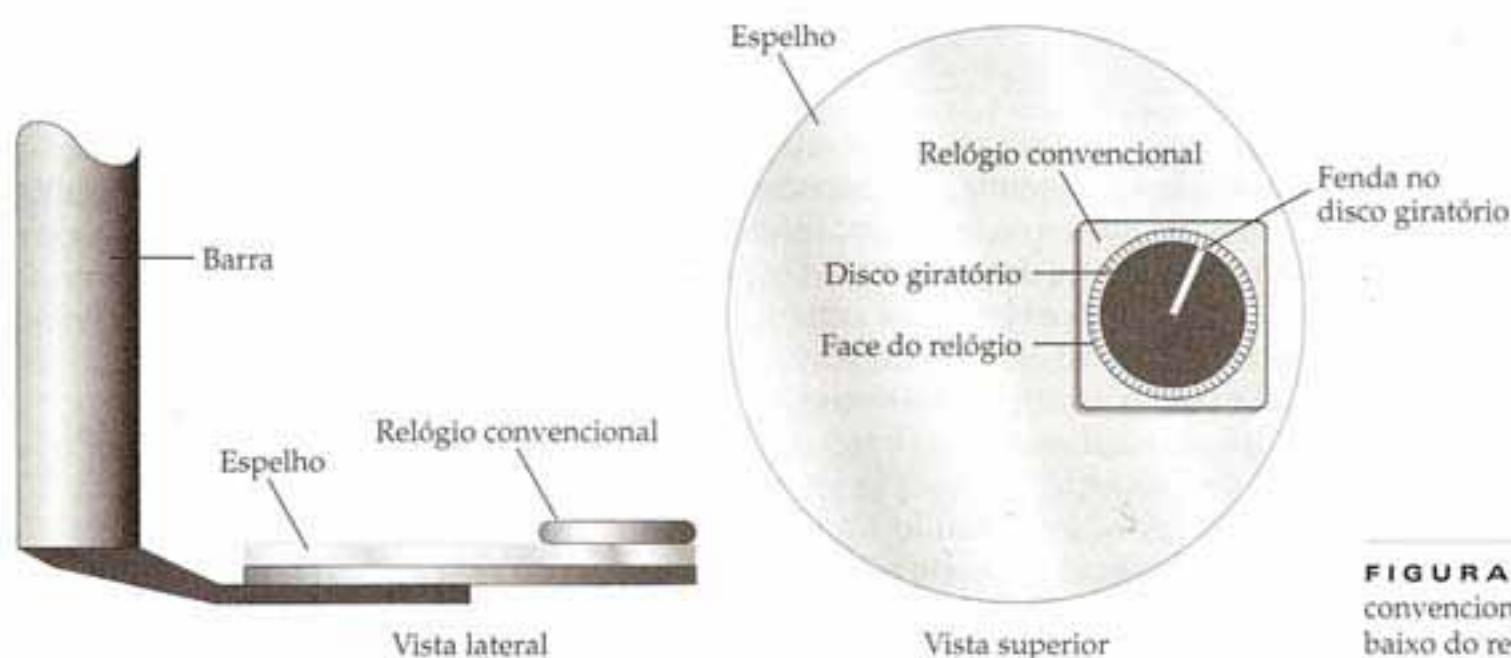 Espelho
Relógio convencional
Fenda no
disco giratório
Barra
Disco giratório
Face do relógio
Relógio convencional
Espelho
Vista lateral
Vista superior
FIGURA
convencion
baixo do re